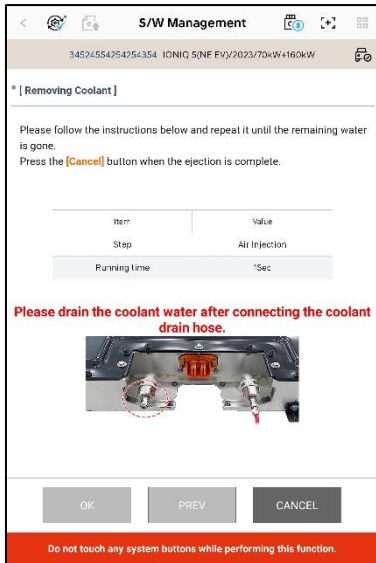 S/W Management
34524554254254354 IONIQ 5(NE EV)/2023/70kW+160kW
* [ Removing Coolant ]
Please follow the instructions below and repeat it until the remaining water
is gone.
Press the [Cancel] button when the ejection is complete.
Item Value
Step Air Injection
Running time 1Sec
Please drain the coolant water after connecting the coolant
drain hose.
OK PREV CANCEL
Do not touch any system buttons while performing this function.